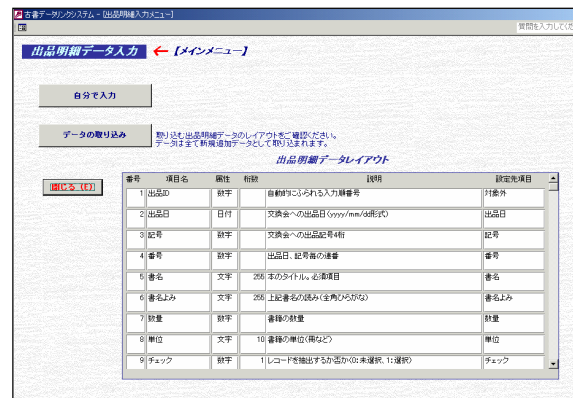 古書データリンクシステム - [出品明細入力メニュー]
質問を入力してくだ
出品明細データ入力 ← 【メインメニュー】
自分で入力
データの取り込み
取り込む出品明細データのレイアウトをご確認ください。
データは全て新規追加データとして取り込まれます。
出品明細データレイアウト
閉じる (E)
番号 項目名 属性 桁数 説明 設定先項目
1 出品ID 数字 自動的にふられる入力順番号 対象外
2 出品日 日付 交換会への出品日(yyyy/mm/dd形式) 出品日
3 記号 数字 交換会への出品記号4桁 記号
4 番号 数字 出品日、記号毎の連番 番号
5 書名 文字 255 本のタイトル。必須項目 書名
6 書名よみ 文字 255 上記書名の読み(全角ひらがな) 書名よみ
7 数量 数字 書籍の数量 数量
8 単位 文字 10 書籍の単位(冊など) 単位
9 チェック 数字 1 レコードを抽出するか否か(0:未選択、1:選択) チェック